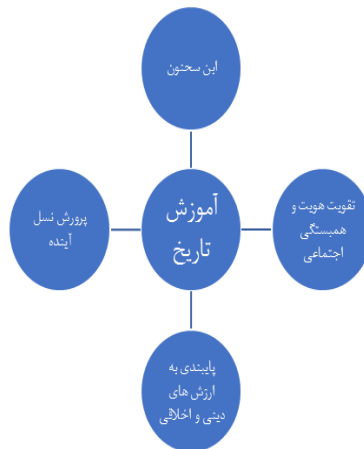 ابن سحنون
آموزش
تاریخ
تقویت هویت و
همبستگی
اجتماعی
پرورش نسل
آینده
پایبندی به
ارزش های
دینی و اخلاقی